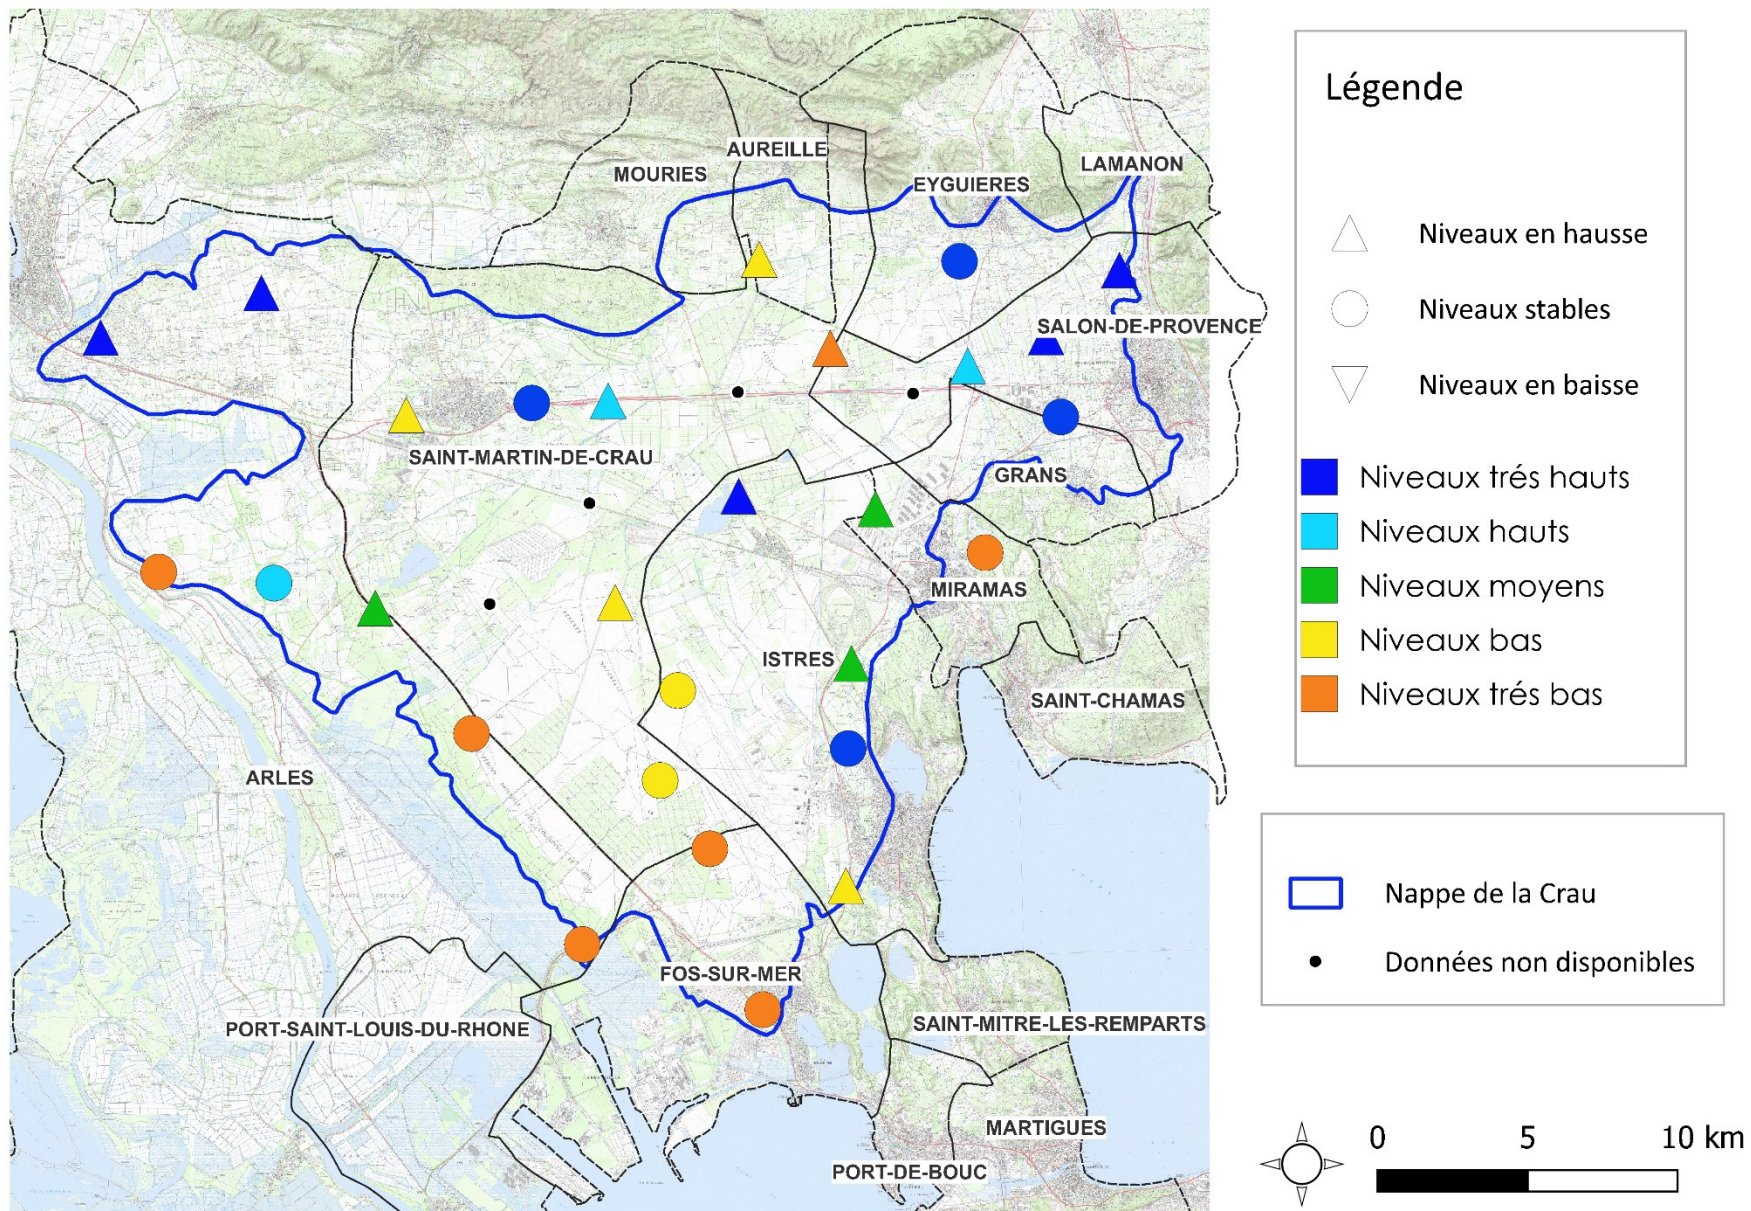 AUREILLE
MOURIES
LAMANON
EYGUIERES
SALON-DE-PROVENCE
SAINT-MARTIN-DE-CRAU
GRANS
MIRAMAS
ISTRES
SAINT-CHAMAS
ARLES
FOS-SUR-MER
PORT-SAINT-LOUIS-DU-RHONE
SAINT-MITRE-LES-REMPARTS
MARTIGUES
PORT-DE-BOUC
Légende
Niveaux en hausse
Niveaux stables
Niveaux en baisse
Niveaux trés hauts
Niveaux hauts
Niveaux moyens
Niveaux bas
Niveaux trés bas
Nappe de la Crau
Données non disponibles
0 5 10 km